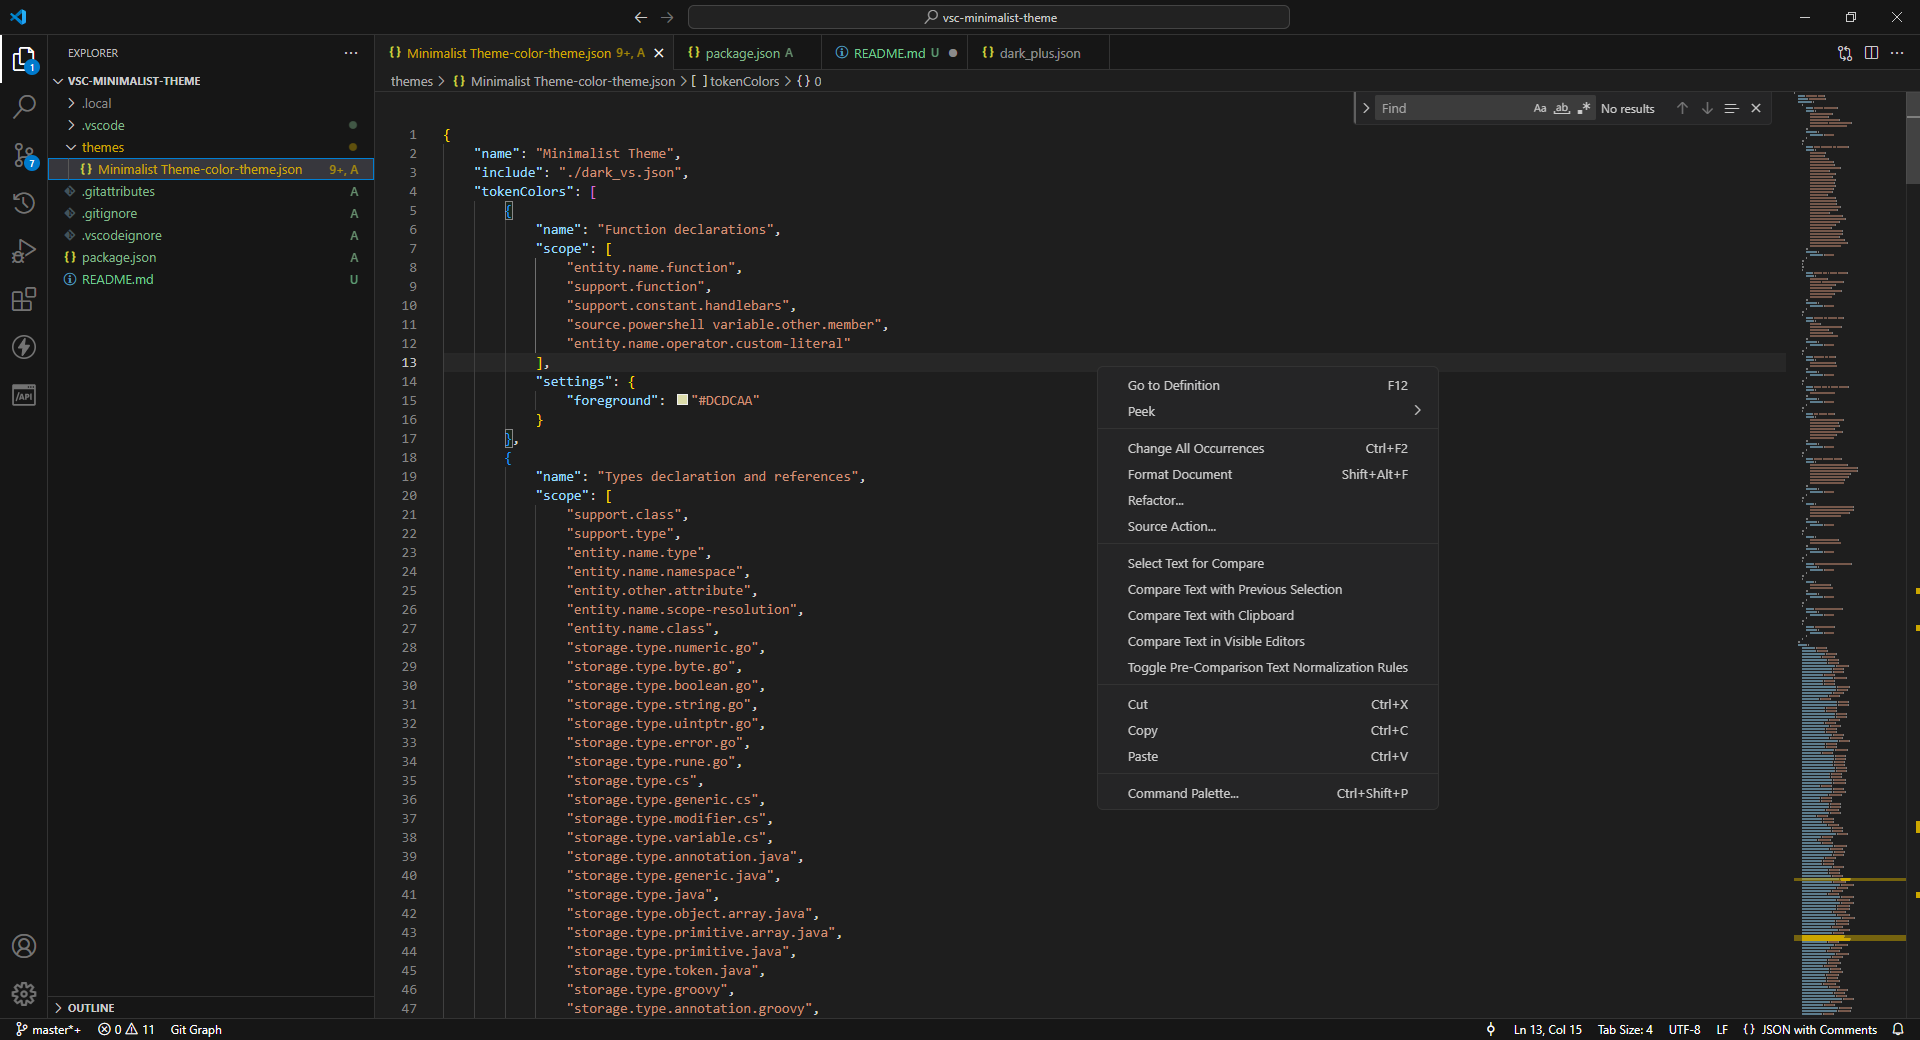 vsc-minimalist-theme
EXPLORER
VSC-MINIMALIST-THEME
.local
.vscode
themes
{} Minimalist Theme-color-theme.json 9+, A
.gitattributes A
.gitignore A
.vscodeignore A
{} package.json A
README.md U
OUTLINE
1
7
/API
{} Minimalist Theme-color-theme.json 9+, A
{} package.json A
README.md U
{} dark_plus.json
themes > {} Minimalist Theme-color-theme.json > [ ] tokenColors > {} 0
Find Aa ab, .* No results
1 {
2 "name": "Minimalist Theme",
3 "include": "./dark_vs.json",
4 "tokenColors": [
5 {
6 "name": "Function declarations",
7 "scope": [
8 "entity.name.function",
9 "support.function",
10 "support.constant.handlebars",
11 "source.powershell variable.other.member",
12 "entity.name.operator.custom-literal"
13 ],
14 "settings": {
15 "foreground": "#DCDCAA"
16 }
17 },
18 {
19 "name": "Types declaration and references",
20 "scope": [
21 "support.class",
22 "support.type",
23 "entity.name.type",
24 "entity.name.namespace",
25 "entity.other.attribute",
26 "entity.name.scope-resolution",
27 "entity.name.class",
28 "storage.type.numeric.go",
29 "storage.type.byte.go",
30 "storage.type.boolean.go",
31 "storage.type.string.go",
32 "storage.type.uintptr.go",
33 "storage.type.error.go",
34 "storage.type.rune.go",
35 "storage.type.cs",
36 "storage.type.generic.cs",
37 "storage.type.modifier.cs",
38 "storage.type.variable.cs",
39 "storage.type.annotation.java",
40 "storage.type.generic.java",
41 "storage.type.java",
42 "storage.type.object.array.java",
43 "storage.type.primitive.array.java",
44 "storage.type.primitive.java",
45 "storage.type.token.java",
46 "storage.type.groovy",
47 "storage.type.annotation.groovy",
Go to Definition F12
Peek
Change All Occurrences Ctrl+F2
Format Document Shift+Alt+F
Refactor...
Source Action...
Select Text for Compare
Compare Text with Previous Selection
Compare Text with Clipboard
Compare Text in Visible Editors
Toggle Pre-Comparison Text Normalization Rules
Cut Ctrl+X
Copy Ctrl+C
Paste Ctrl+V
Command Palette... Ctrl+Shift+P
master*+ 0 11 Git Graph
Ln 13, Col 15 Tab Size: 4 UTF-8 LF {} JSON with Comments